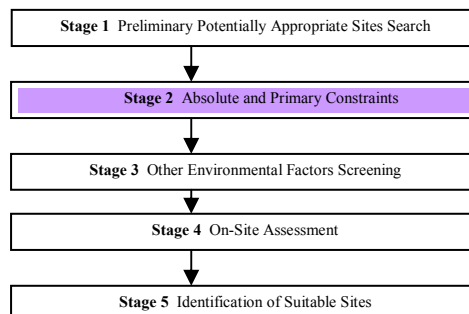 Stage 1 Preliminary Potentially Appropriate Sites Search
Stage 2 Absolute and Primary Constraints
Stage 3 Other Environmental Factors Screening
Stage 4 On-Site Assessment
Stage 5 Identification of Suitable Sites